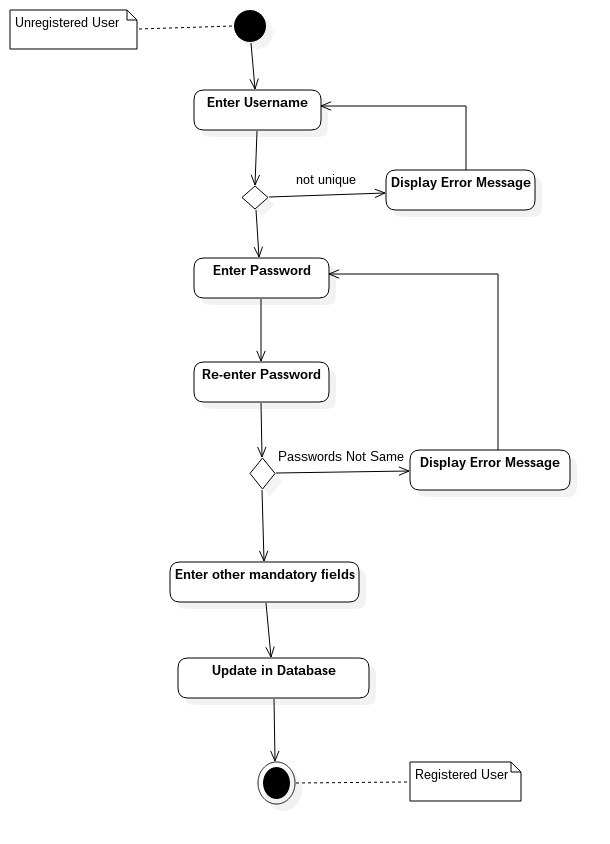 Unregistered User
Enter Username
not unique
Display Error Message
Enter Password
Re-enter Password
Passwords Not Same
Display Error Message
Enter other mandatory fields
Update in Database
Registered User